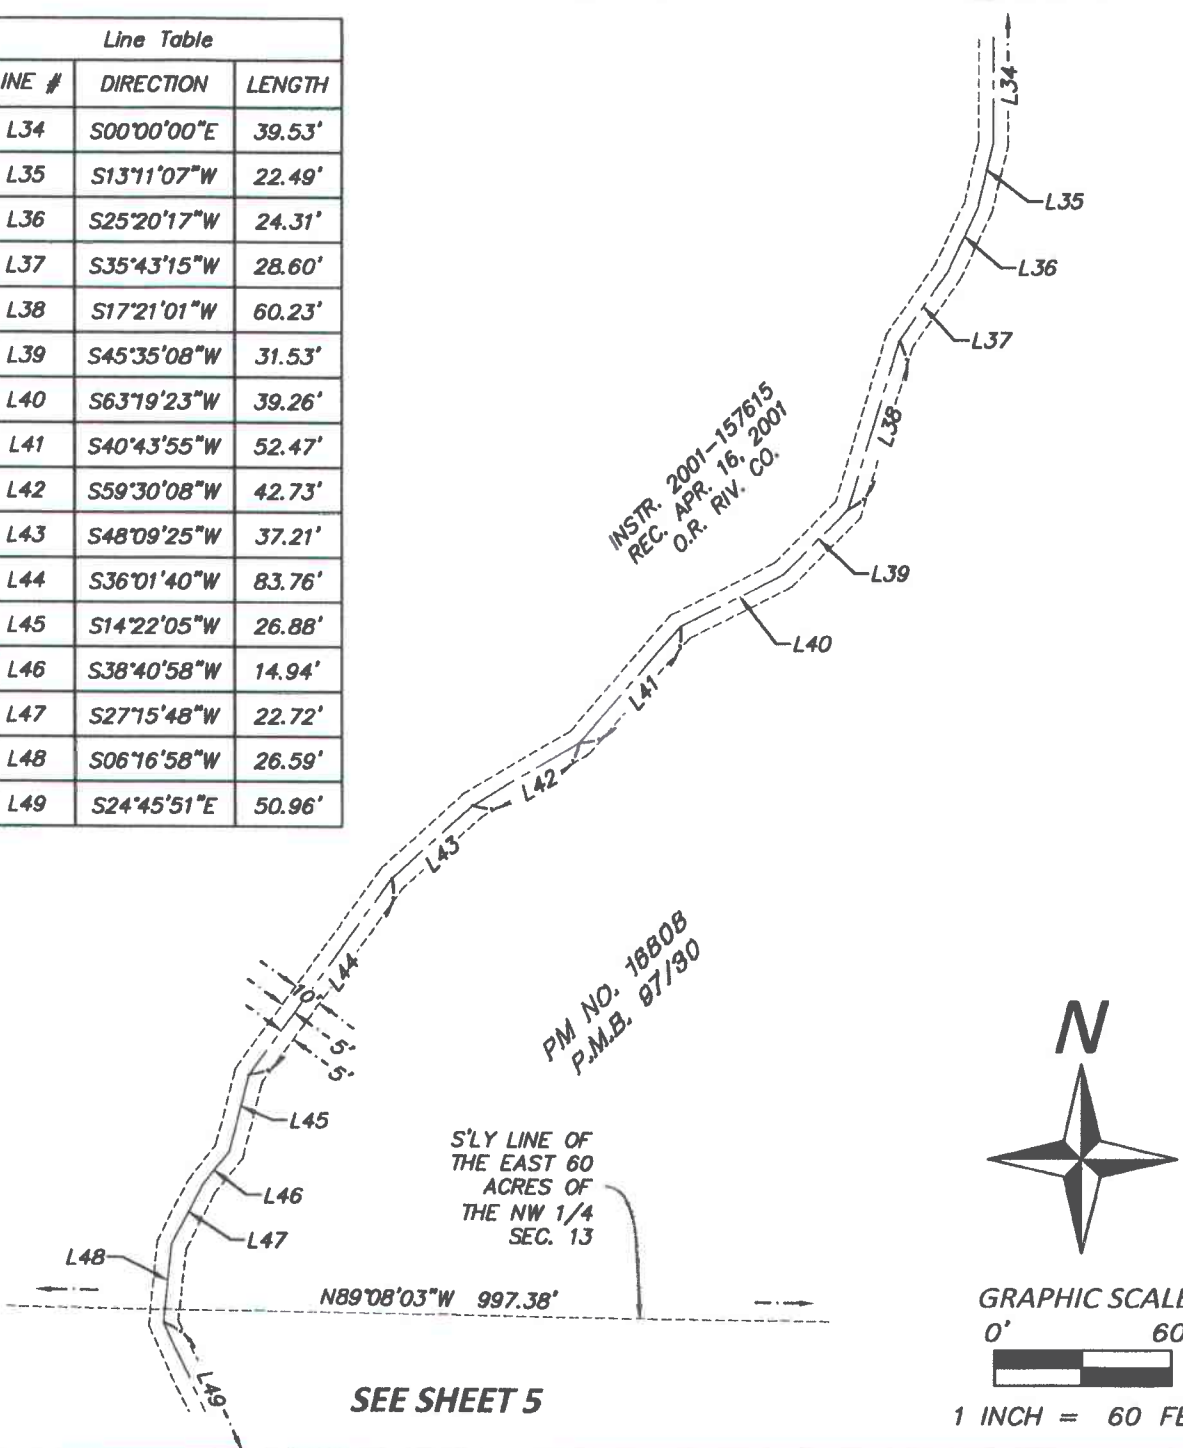 Line Table
INE # DIRECTION LENGTH
L34 S00°00'00"E 39.53'
L35 S13°11'07"W 22.49'
L36 S25°20'17"W 24.31'
L37 S35°43'15"W 28.60'
L38 S17°21'01"W 60.23'
L39 S45°35'08"W 31.53'
L40 S63°19'23"W 39.26'
L41 S40°43'55"W 52.47'
L42 S59°30'08"W 42.73'
L43 S48°09'25"W 37.21'
L44 S36°01'40"W 83.76'
L45 S14°22'05"W 26.88'
L46 S38°40'58"W 14.94'
L47 S27°15'48"W 22.72'
L48 S06°16'58"W 26.59'
L49 S24°45'51"E 50.96'
L34
L35
L36
L37
L38
INSTR. 2001-157615
REC. APR. 16, 2001
O.R. RIV. CO.
L39
L40
L41
L42
L43
L44
10'
5'
5'
PM NO. 16808
P.M.B. 97/90
L45
L46
L47
L48
L49
S'LY LINE OF
THE EAST 60
ACRES OF
THE NW 1/4
SEC. 13
N89°08'03"W 997.38'
SEE SHEET 5
N
GRAPHIC SCALE
0' 60
1 INCH = 60 FE